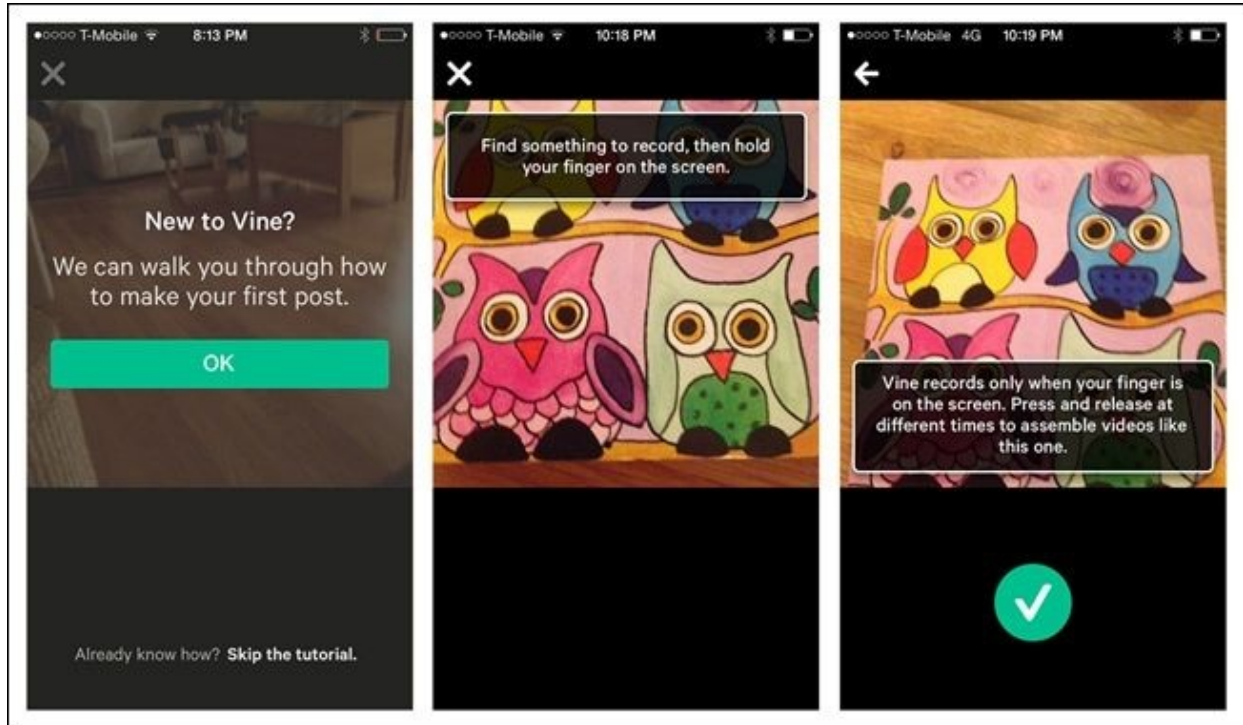 T-Mobile 8:13 PM
New to Vine?
We can walk you through how
to make your first post.
OK
Already know how? Skip the tutorial.
T-Mobile 10:18 PM
Find something to record, then hold
your finger on the screen.
T-Mobile 4G 10:19 PM
Vine records only when your finger is
on the screen. Press and release at
different times to assemble videos like
this one.